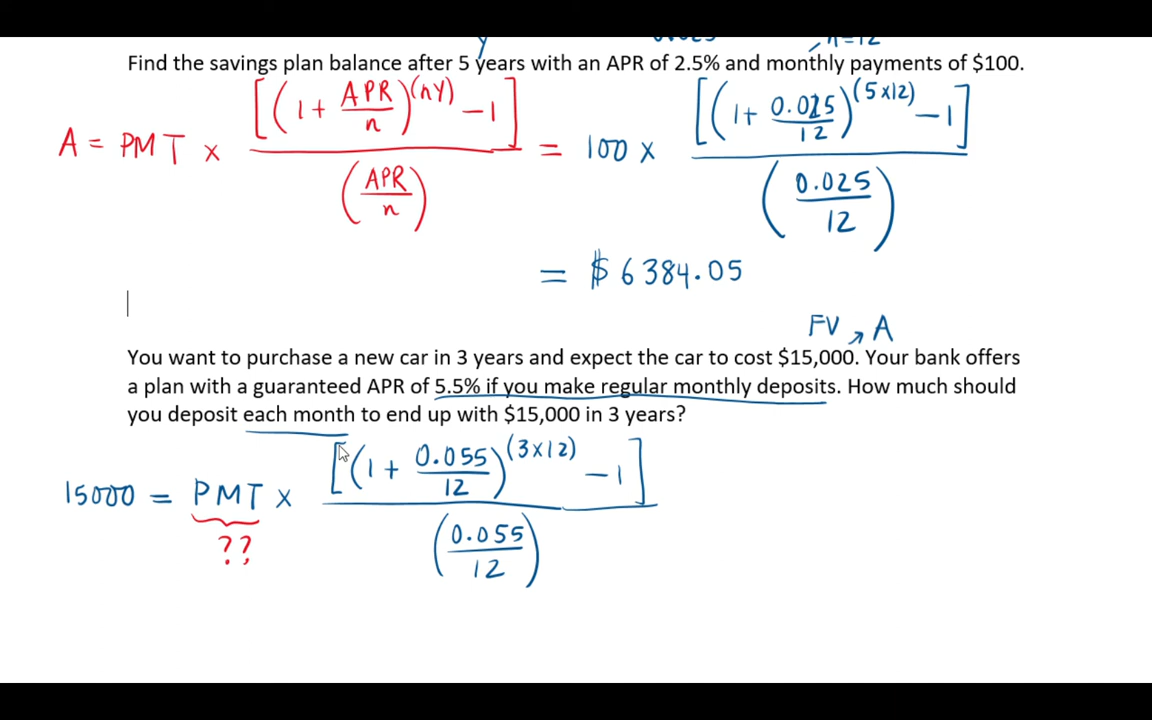 y n=12
Find the savings plan balance after 5 years with an APR of 2.5% and monthly payments of $100.
A = PMT × [(1 + APR/n)^(nY) − 1] / (APR/n) = 100 × [(1 + 0.025/12)^(5×12) − 1] / (0.025/12)
= $6384.05
FV ↗ A
You want to purchase a new car in 3 years and expect the car to cost $15,000. Your bank offers
a plan with a guaranteed APR of 5.5% if you make regular monthly deposits. How much should
you deposit each month to end up with $15,000 in 3 years?
15000 = PMT × [(1 + 0.055/12)^(3×12) − 1] / (0.055/12)
??